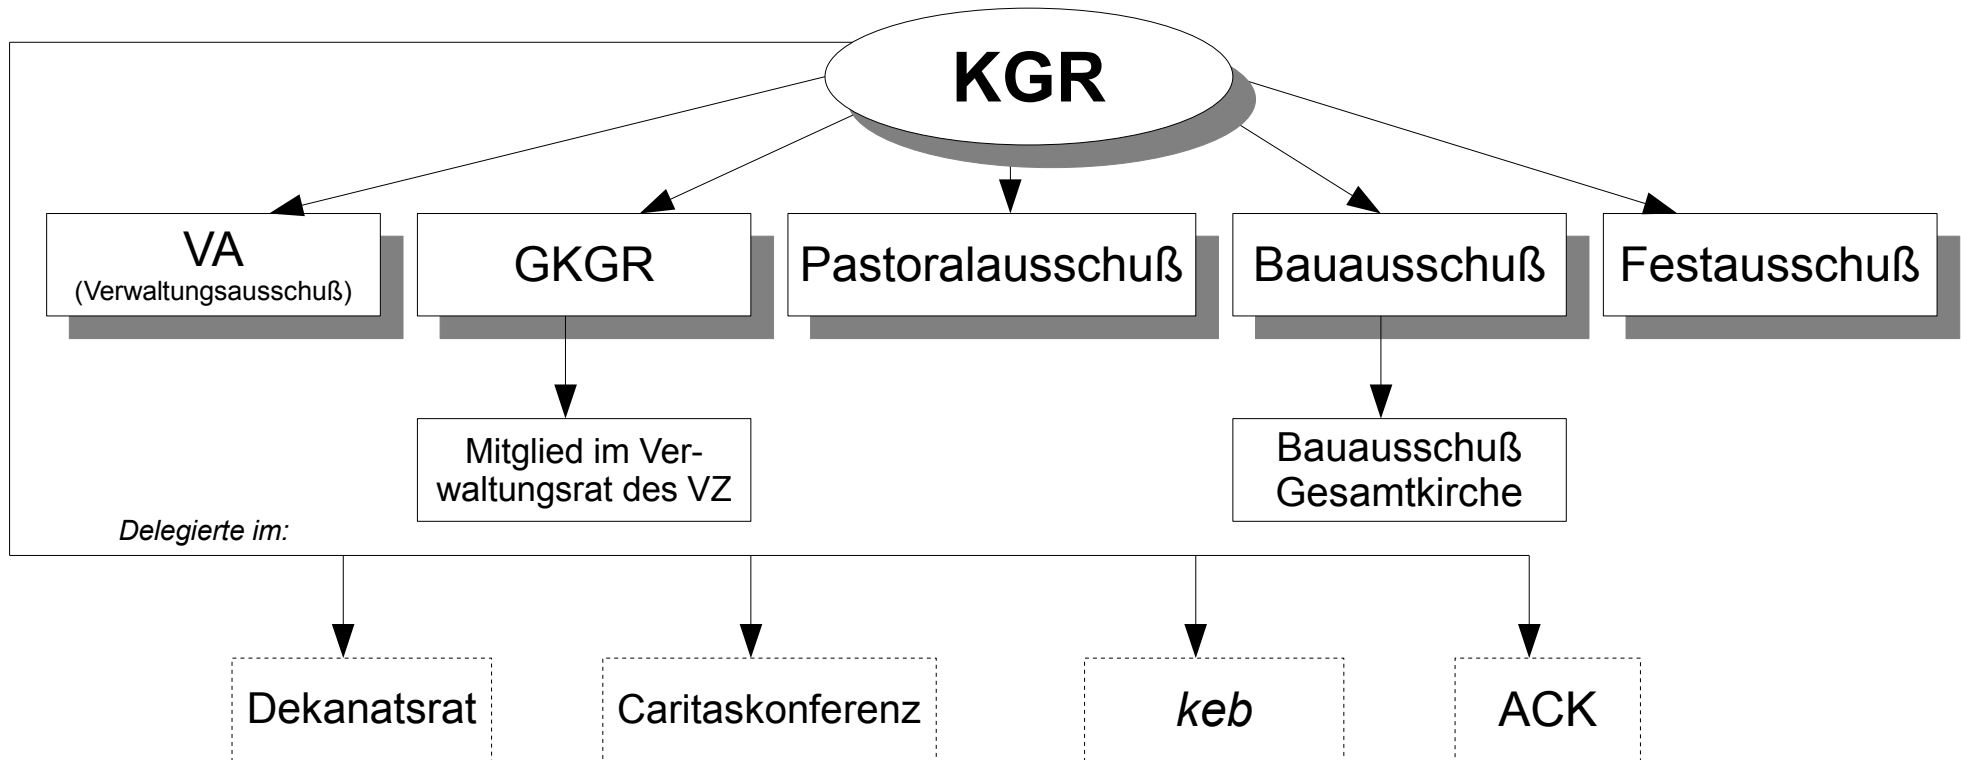 KGR
VA
(Verwaltungsausschuß)
GKGR
Pastoralausschuß
Bauausschuß
Festausschuß
Mitglied im Ver-
waltungsrat des VZ
Bauausschuß
Gesamtkirche
Delegierte im:
Dekanatsrat
Caritaskonferenz
keb
ACK